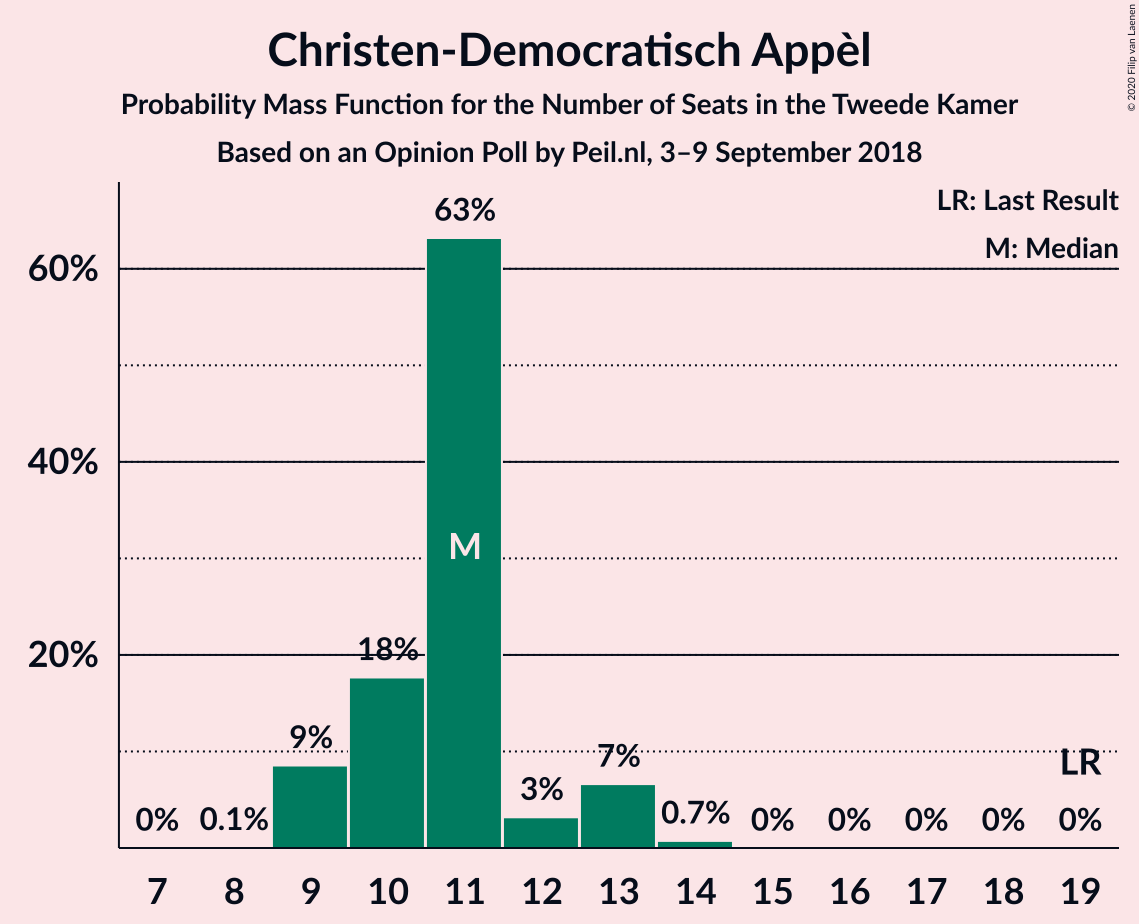 Christen-Democratisch Appèl
Probability Mass Function for the Number of Seats in the Tweede Kamer
Based on an Opinion Poll by Peil.nl, 3–9 September 2018
© 2020 Filip van Laenen
LR: Last Result
M: Median
63%
60%
40%
M
20%
18%
9%
7%
LR
3%
0%
0.1%
0.7%
0%
0%
0%
0%
0%
7 8 9 10 11 12 13 14 15 16 17 18 19